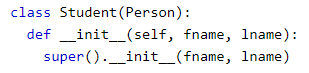 class Student(Person):
  def __init__(self, fname, lname):
    super().__init__(fname, lname)